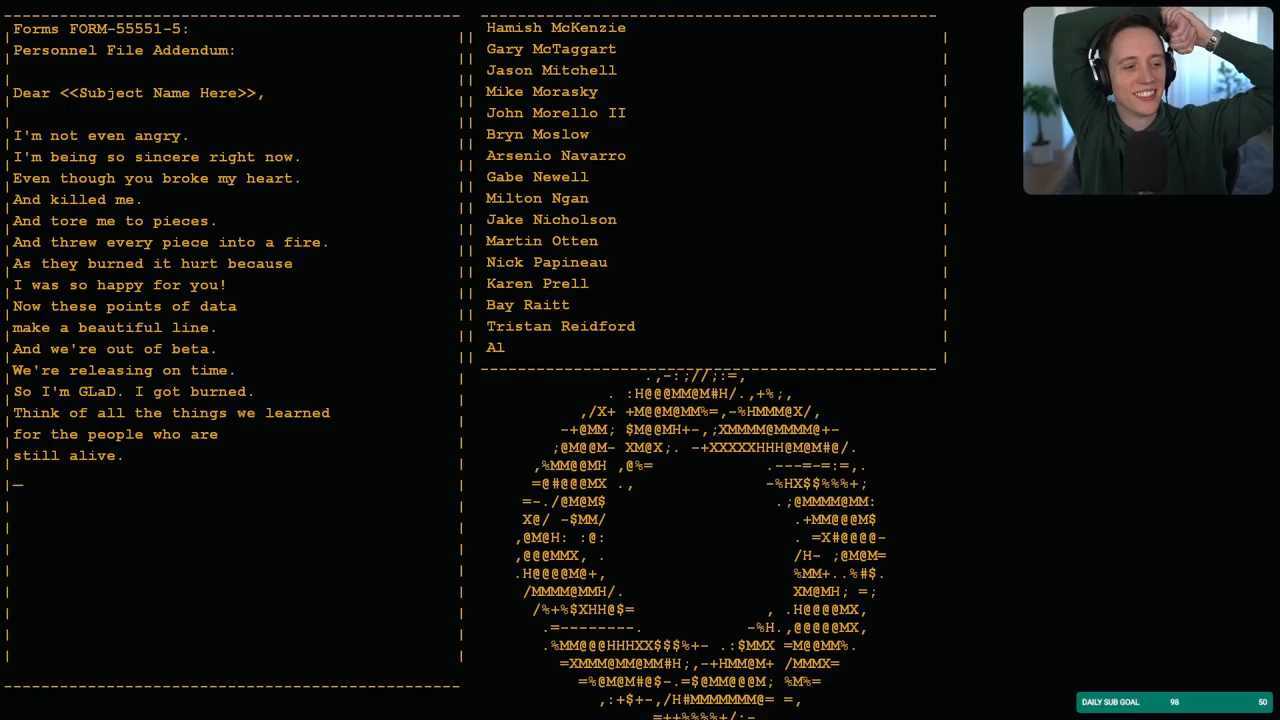 Forms FORM-55551-5:
Personnel File Addendum:
Dear <<Subject Name Here>>,
I'm not even angry.
I'm being so sincere right now.
Even though you broke my heart.
And killed me.
And tore me to pieces.
And threw every piece into a fire.
As they burned it hurt because
I was so happy for you!
Now these points of data
make a beautiful line.
And we're out of beta.
We're releasing on time.
So I'm GLaD. I got burned.
Think of all the things we learned
for the people who are
still alive.
Hamish McKenzie
Gary McTaggart
Jason Mitchell
Mike Morasky
John Morello II
Bryn Moslow
Arsenio Navarro
Gabe Newell
Milton Ngan
Jake Nicholson
Martin Otten
Nick Papineau
Karen Prell
Bay Raitt
Tristan Reidford
Al
DAILY SUB GOAL 98 50